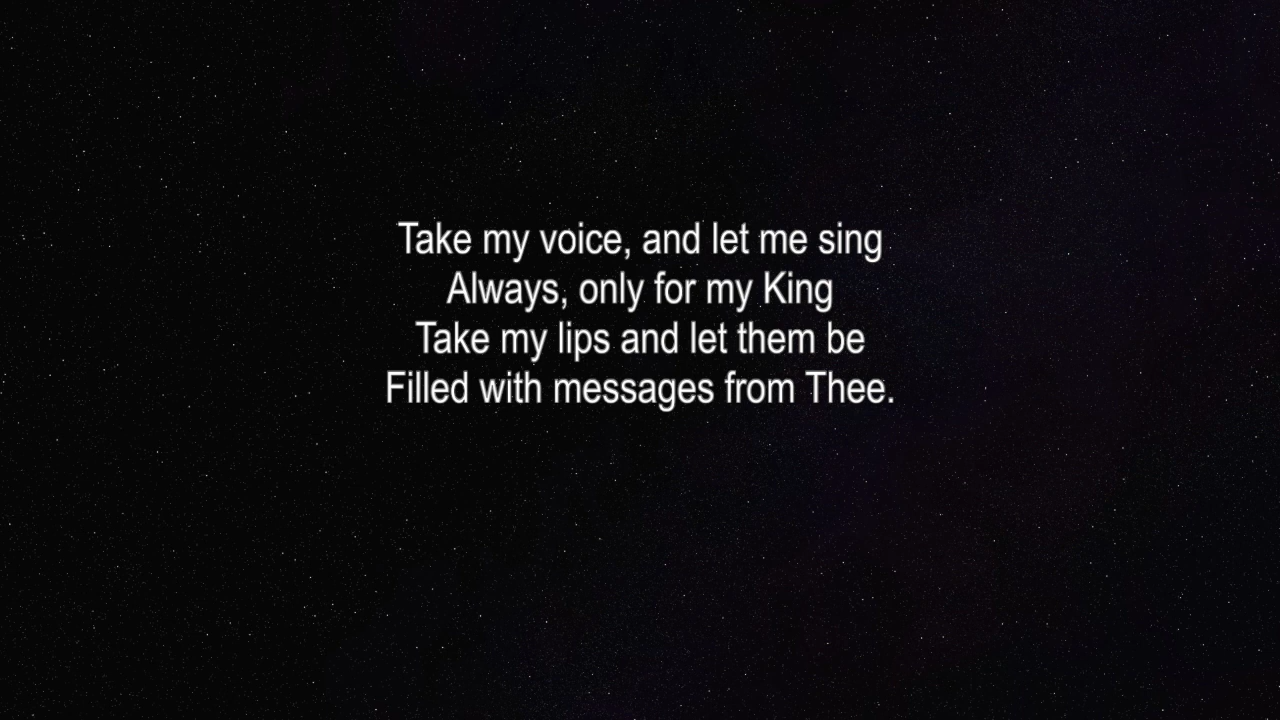 Take my voice, and let me sing
Always, only for my King
Take my lips and let them be
Filled with messages from Thee.